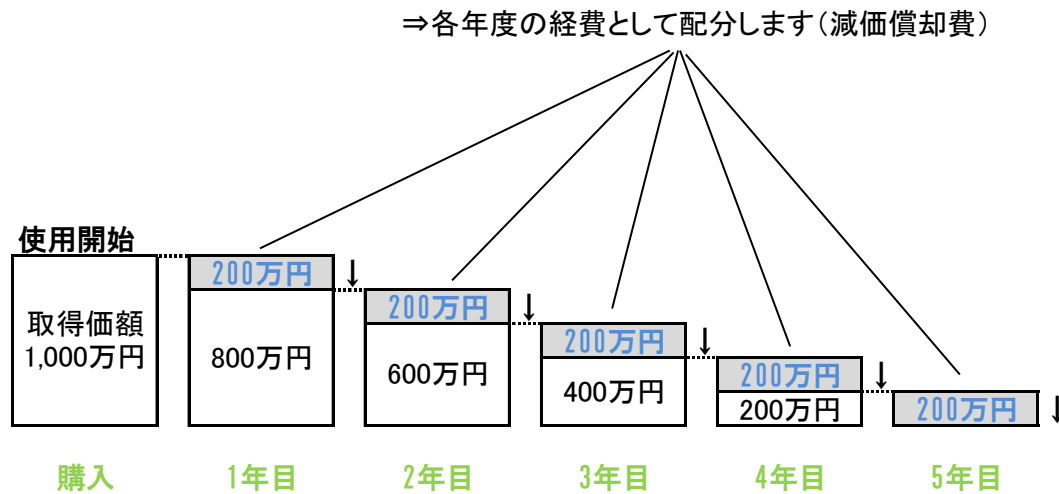 ⇒各年度の経費として配分します（減価償却費）
使用開始
取得価額
1,000万円
200万円
↓
800万円
200万円
↓
600万円
200万円
↓
400万円
200万円
↓
200万円
200万円
↓
購入
1年目
2年目
3年目
4年目
5年目